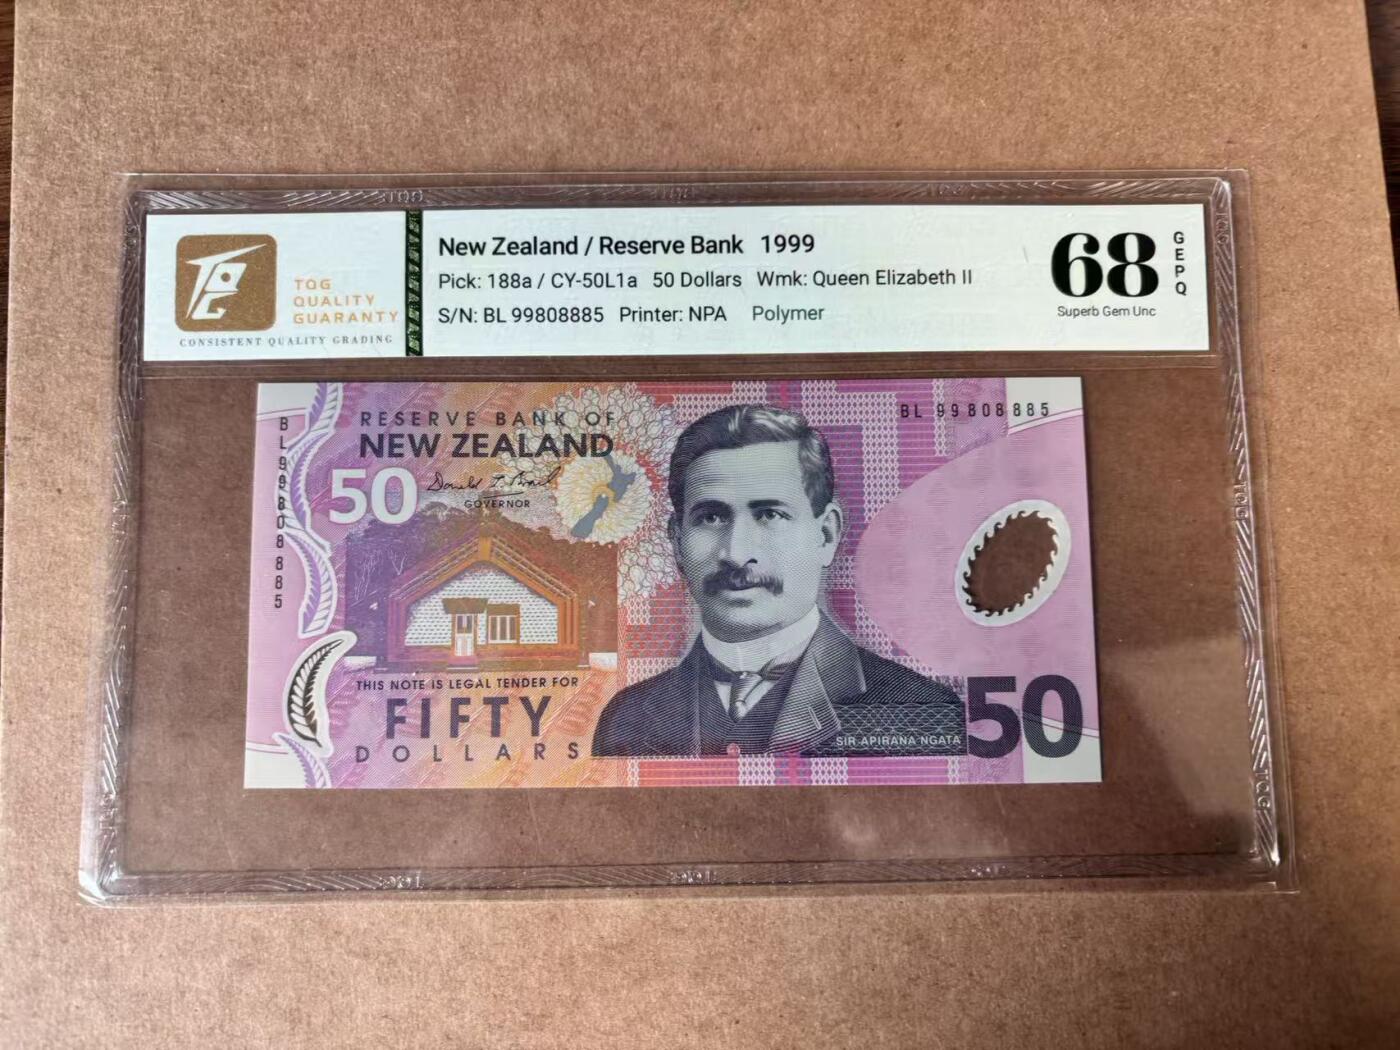 TQG
QUALITY
GUARANTY
CONSISTENT QUALITY GRADING
New Zealand / Reserve Bank 1999
Pick: 188a / CY-50L1a 50 Dollars Wmk: Queen Elizabeth II
S/N: BL 99808885 Printer: NPA Polymer
68
GEPQ
Superb Gem Unc
BL99808885
RESERVE BANK OF
NEW ZEALAND
50
GOVERNOR
BL 99808885
THIS NOTE IS LEGAL TENDER FOR
FIFTY
DOLLARS
SIR APIRANA NGATA
50